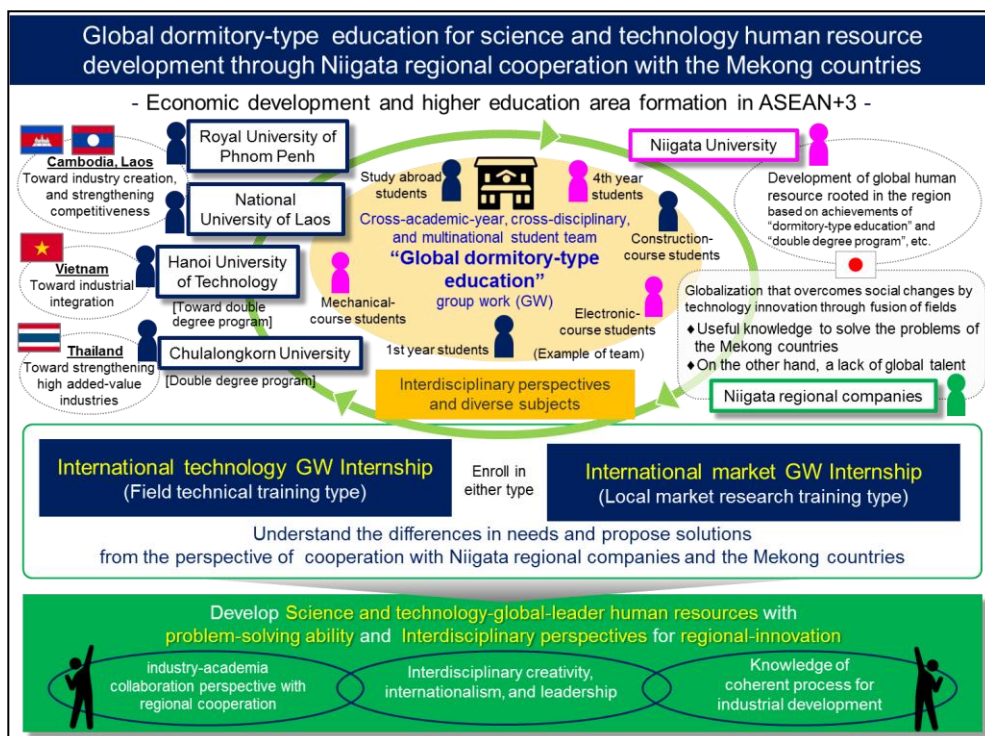 Global dormitory-type education for science and technology human resource
development through Niigata regional cooperation with the Mekong countries
- Economic development and higher education area formation in ASEAN+3 -
Cambodia, Laos
Toward industry creation,
and strengthening
competitiveness
Royal University of
Phnom Penh
National
University of Laos
Vietnam
Toward industrial
integration
Hanoi University
of Technology
[Toward double
degree program]
Thailand
Toward strengthening
high added-value
industries
Chulalongkorn University
[Double degree program]
Study abroad
students
4th year
students
Cross-academic-year, cross-disciplinary,
and multinational student team
"Global dormitory-type
education"
group work (GW)
Construction-
course students
Mechanical-
course students
Electronic-
course students
1st year students
(Example of team)
Interdisciplinary perspectives
and diverse subjects
Niigata University
Development of global human
resource rooted in the region
based on achievements of
"dormitory-type education" and
"double degree program", etc.
Globalization that overcomes social changes by
technology innovation through fusion of fields
◆Useful knowledge to solve the problems of
the Mekong countries
◆On the other hand, a lack of global talent
Niigata regional companies
International technology GW Internship
(Field technical training type)
Enroll in
either type
International market GW Internship
(Local market research training type)
Understand the differences in needs and propose solutions
from the perspective of cooperation with Niigata regional companies and the Mekong countries
Develop Science and technology-global-leader human resources with
problem-solving ability and Interdisciplinary perspectives for regional-innovation
industry-academia
collaboration perspective with
regional cooperation
Interdisciplinary creativity,
internationalism, and leadership
Knowledge of
coherent process for
industrial development